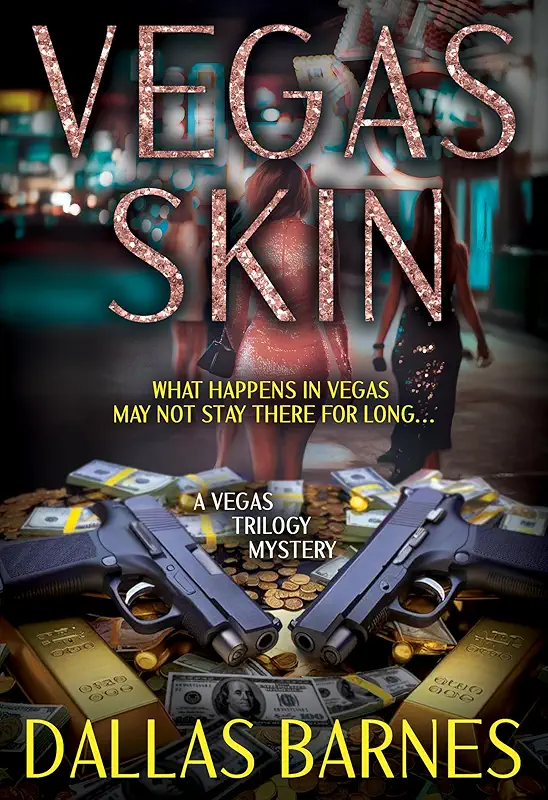 VEGAS
SKIN
WHAT HAPPENS IN VEGAS
MAY NOT STAY THERE FOR LONG...
A VEGAS
TRILOGY
MYSTERY
DALLAS BARNES